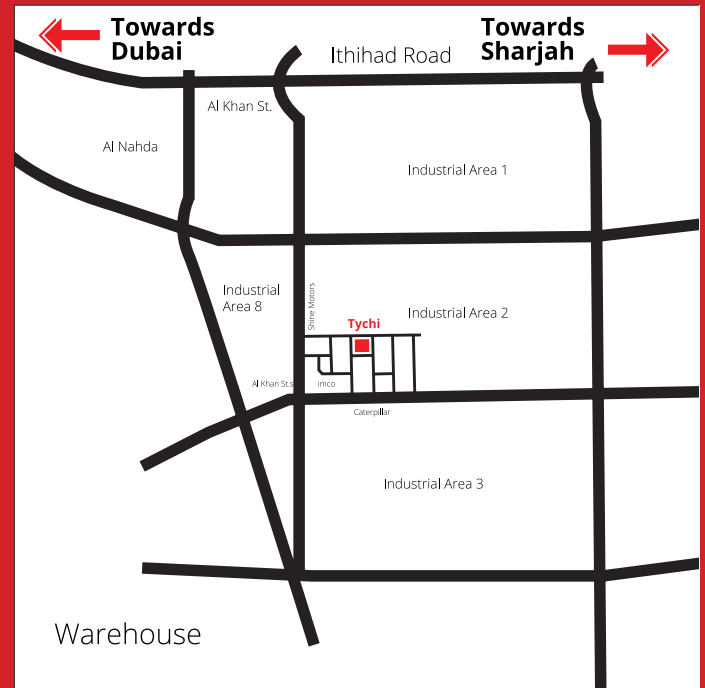 Towards
Dubai
Towards
Sharjah
Ithihad Road
Al Khan St.
Al Nahda
Industrial Area 1
Industrial
Area 8
Shine Motors
Industrial Area 2
Tychi
Al Khan St.s
imco
Caterpillar
Industrial Area 3
Warehouse